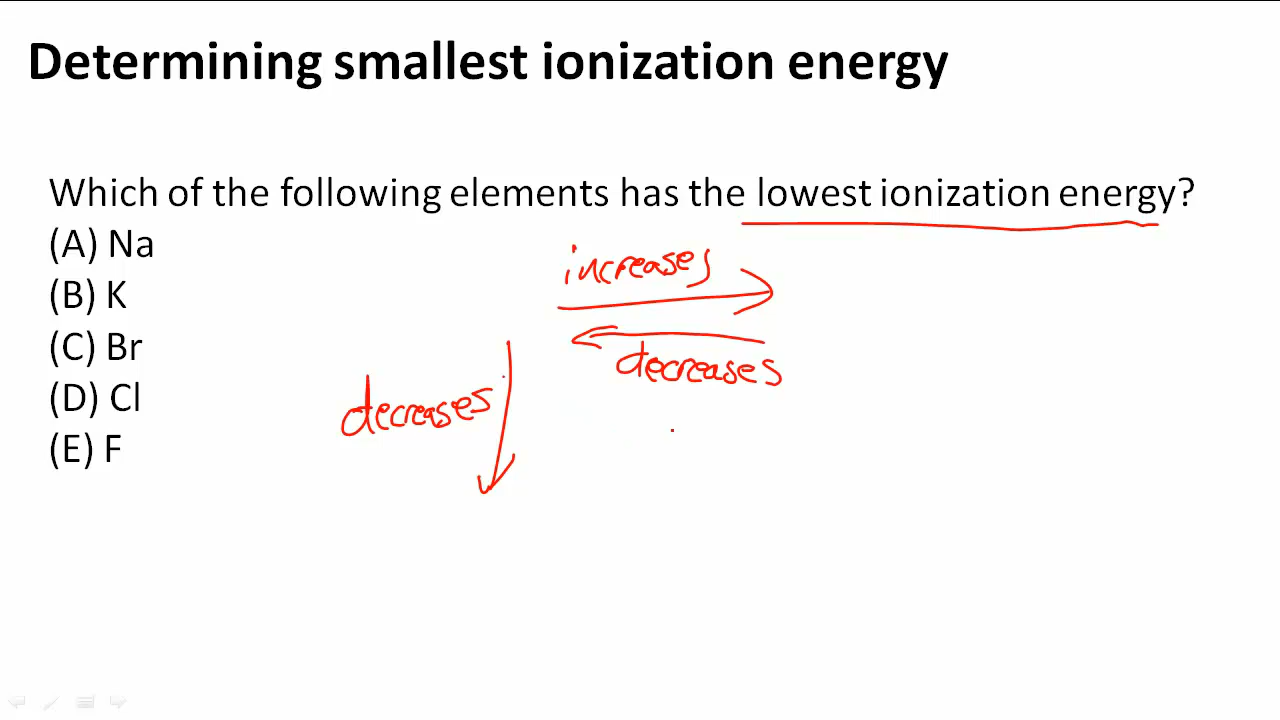 Determining smallest ionization energy
Which of the following elements has the lowest ionization energy?
(A) Na
(B) K
(C) Br
(D) Cl
(E) F
increases
decreases
decreases